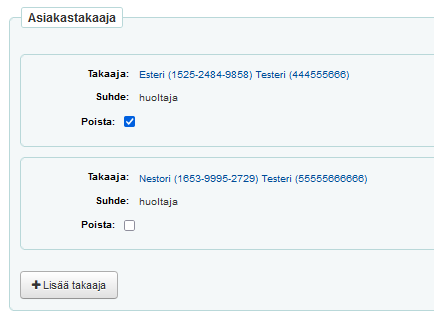 Asiakastakaaja
Takaaja: Esteri (1525-2484-9858) Testeri (444555666)
Suhde: huoltaja
Poista:
Takaaja: Nestori (1653-9995-2729) Testeri (55555666666)
Suhde: huoltaja
Poista:
Lisää takaaja